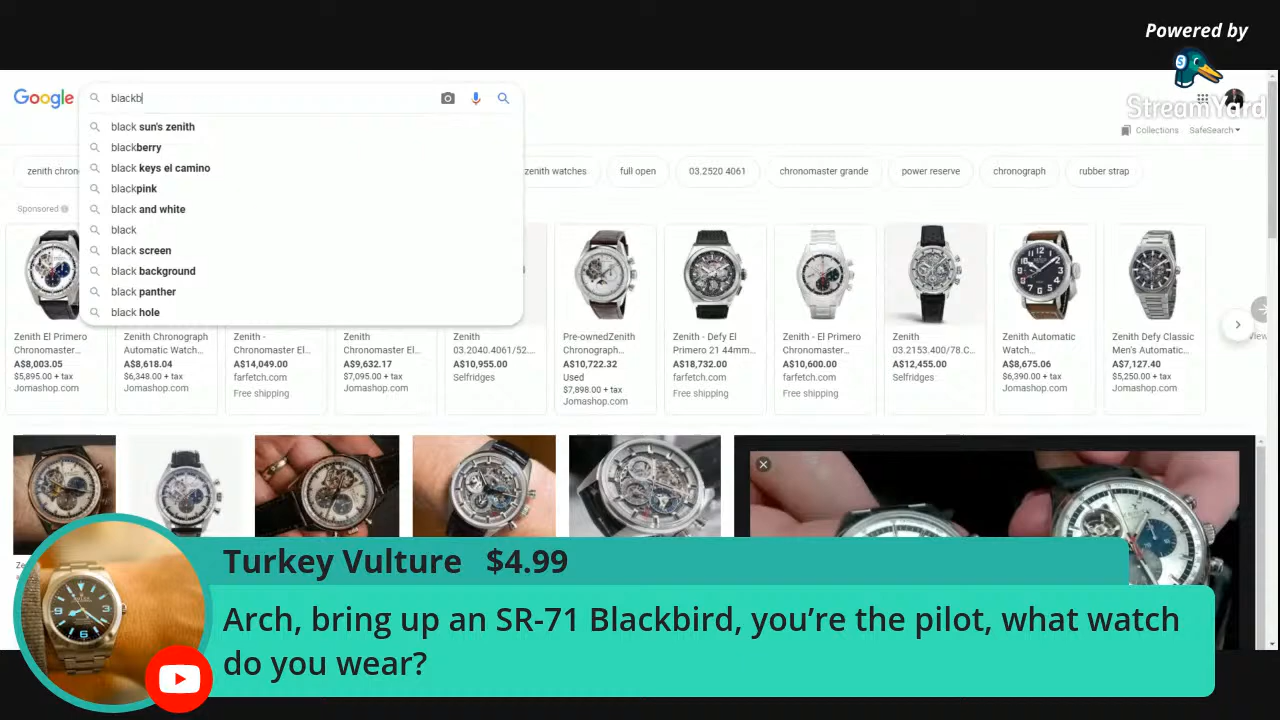 Powered by
StreamYard
Google
blackb
Collections
SafeSearch
black sun's zenith
blackberry
black keys el camino
blackpink
black and white
black
black screen
black background
black panther
black hole
zenith chron
zenith watches
full open
03.2520 4061
chronomaster grande
power reserve
chronograph
rubber strap
Sponsored
Zenith El Primero
Chronomaster...
A$8,003.05
$5,895.00 + tax
Jomashop.com
Zenith Chronograph
Automatic Watch...
A$8,618.04
$6,348.00 + tax
Jomashop.com
Zenith -
Chronomaster El...
A$14,049.00
farfetch.com
Free shipping
Zenith
Chronomaster El...
A$9,632.17
$7,095.00 + tax
Jomashop.com
Zenith
03.2040.4061/52....
A$10,955.00
Selfridges
Pre-ownedZenith
Chronograph...
A$10,722.32
Used
$7,898.00 + tax
Jomashop.com
Zenith - Defy El
Primero 21 44mm...
A$18,732.00
farfetch.com
Free shipping
Zenith - El Primero
Chronomaster...
A$10,600.00
farfetch.com
Free shipping
Zenith
03.2153.400/78.C...
A$12,455.00
Selfridges
Zenith Automatic
Watch...
A$8,675.06
$6,390.00 + tax
Jomashop.com
Zenith Defy Classic
Men's Automatic...
A$7,127.40
$5,250.00 + tax
Jomashop.com
View
Turkey Vulture $4.99
Arch, bring up an SR-71 Blackbird, you’re the pilot, what watch
do you wear?